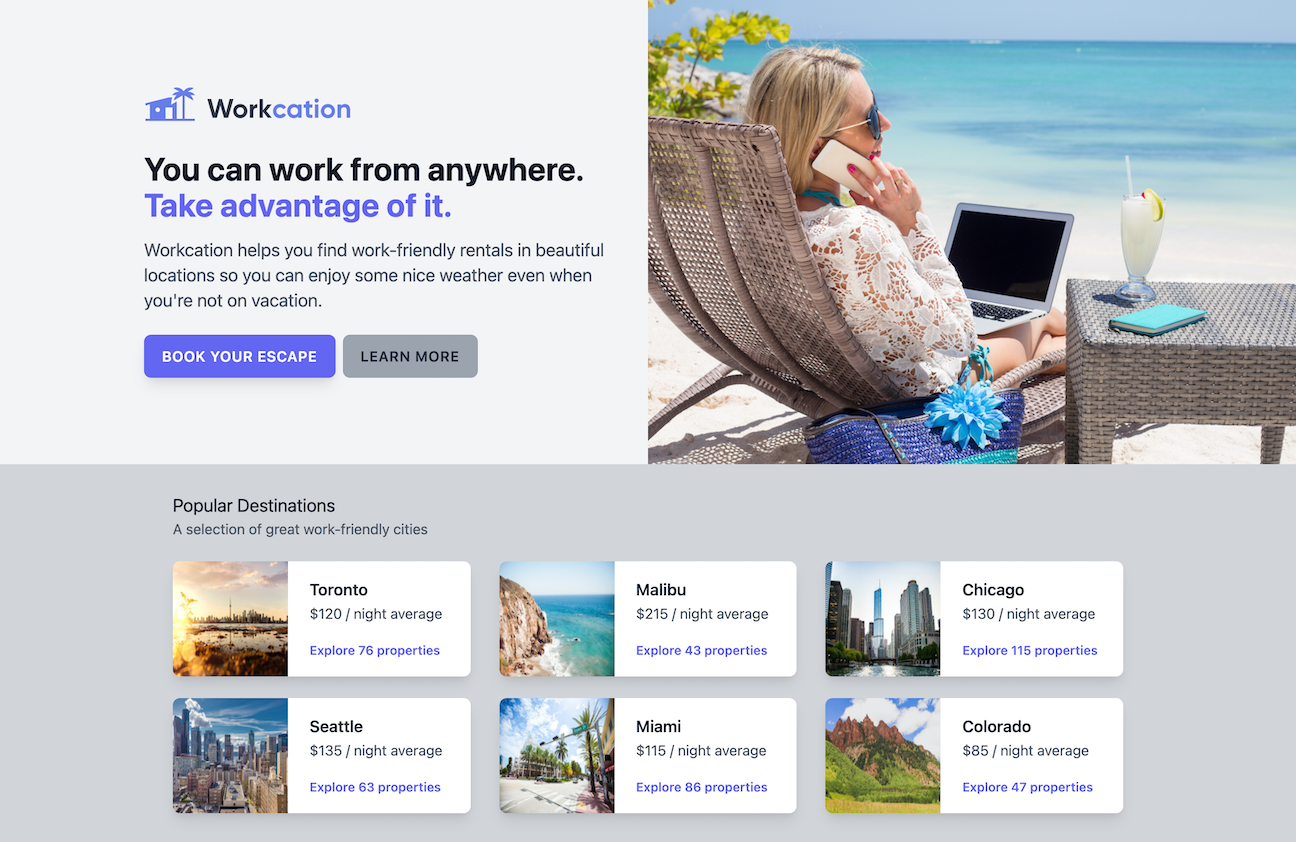 Workcation
You can work from anywhere.
Take advantage of it.
Workcation helps you find work-friendly rentals in beautiful
locations so you can enjoy some nice weather even when
you're not on vacation.
BOOK YOUR ESCAPE
LEARN MORE
Popular Destinations
A selection of great work-friendly cities
Toronto
$120 / night average
Explore 76 properties
Malibu
$215 / night average
Explore 43 properties
Chicago
$130 / night average
Explore 115 properties
Seattle
$135 / night average
Explore 63 properties
Miami
$115 / night average
Explore 86 properties
Colorado
$85 / night average
Explore 47 properties